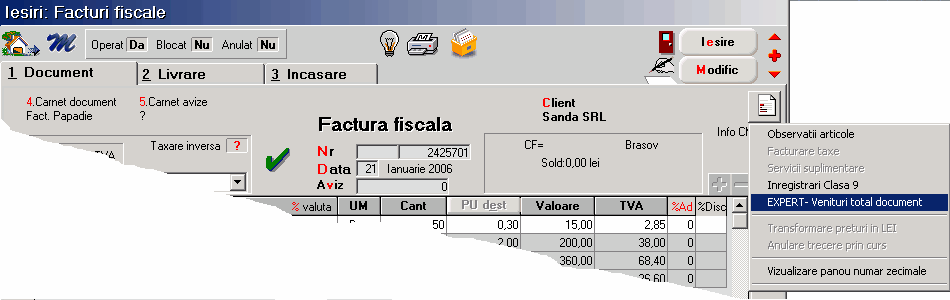 Iesiri: Facturi fiscale
Operat Da Blocat Nu Anulat Nu
Iesire
Modific
1 Document 2 Livrare 3 Incasare
4.Carnet document 5.Carnet avize
Fact. Papadie ?
Client
Sanda SRL
Factura fiscala
Info
Taxare inversa ?
TVA
CF= Brasov
Sold:0,00 lei
Nr 2425701
Data 21 Ianuarie 2006
Aviz 0
% valuta UM Cant PU dest Valoare TVA %Ad %Disc
50 0,30 15,00 2,85 0
2,00 200,00 38,00 0
360,00 68,40 0
26,60 0
Observatii articole
Facturare taxe
Servicii suplimentare
Inregistrari Clasa 9
EXPERT- Venituri total document
Transformare preturi in LEI
Anulare trecere prin curs
Vizualizare panou numar zecimale